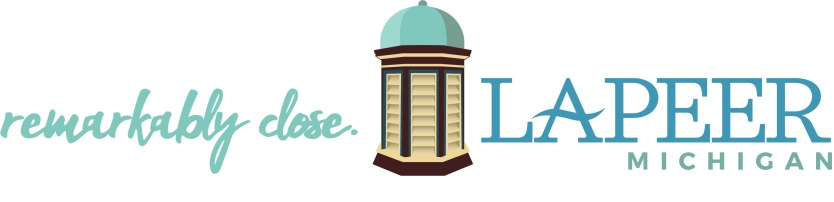 remarkably close.
LAPEER
MICHIGAN